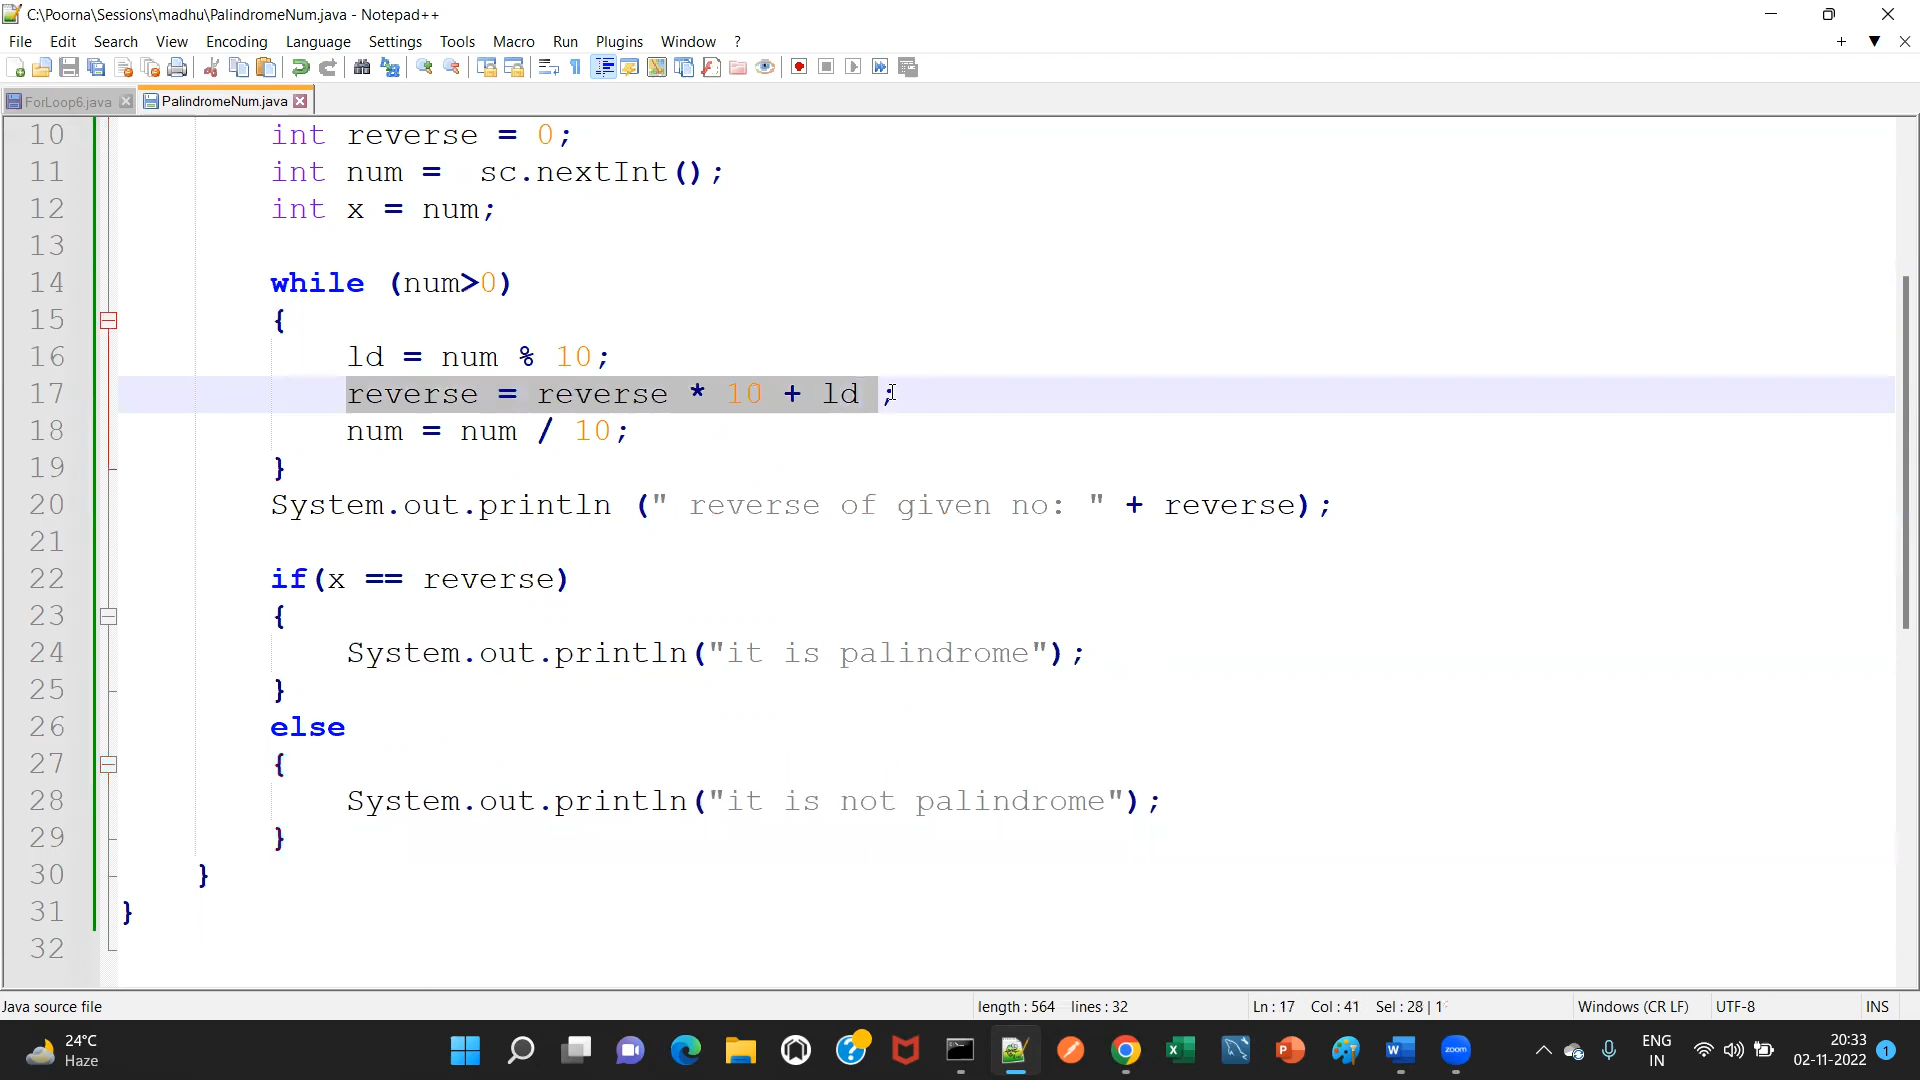 C:\Poorna\Sessions\madhu\PalindromeNum.java - Notepad++
File Edit Search View Encoding Language Settings Tools Macro Run Plugins Window ?
ForLoop6.java PalindromeNum.java
10 int reverse = 0;
11 int num =  sc.nextInt();
12 int x = num;
13
14 while (num>0)
15 {
16 ld = num % 10;
17 reverse = reverse * 10 + ld ;
18 num = num / 10;
19 }
20 System.out.println (" reverse of given no: " + reverse);
21
22 if(x == reverse)
23 {
24 System.out.println("it is palindrome");
25 }
26 else
27 {
28 System.out.println("it is not palindrome");
29 }
30 }
31 }
32
Java source file length : 564 lines : 32 Ln : 17 Col : 41 Sel : 28 | 1 Windows (CR LF) UTF-8 INS
24°C
Haze
zoom
ENG
IN
20:33
02-11-2022
1